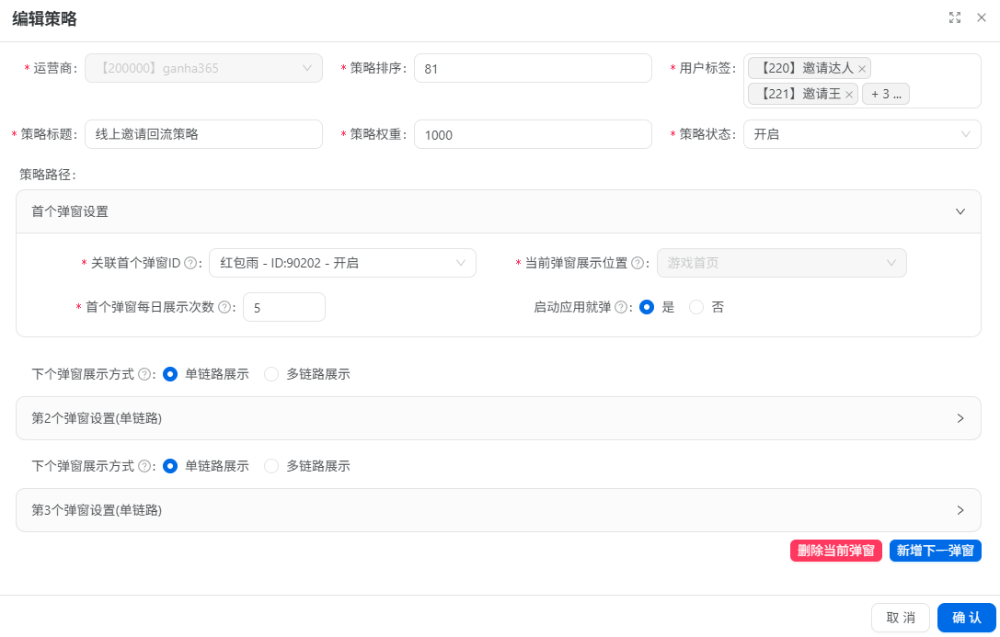 编辑策略
* 运营商: 【200000】ganha365
* 策略排序: 81
* 用户标签: 【220】邀请达人 ×
【221】邀请王 × + 3 ...
* 策略标题: 线上邀请回流策略
* 策略权重: 1000
* 策略状态: 开启
策略路径:
首个弹窗设置
* 关联首个弹窗ID ? : 红包雨 - ID:90202 - 开启
* 当前弹窗展示位置 ? : 游戏首页
* 首个弹窗每日展示次数 ? : 5
启动应用就弹 ? : 是 否
下个弹窗展示方式 ? : 单链路展示 多链路展示
第2个弹窗设置(单链路)
下个弹窗展示方式 ? : 单链路展示 多链路展示
第3个弹窗设置(单链路)
删除当前弹窗 新增下一弹窗
取 消 确 认